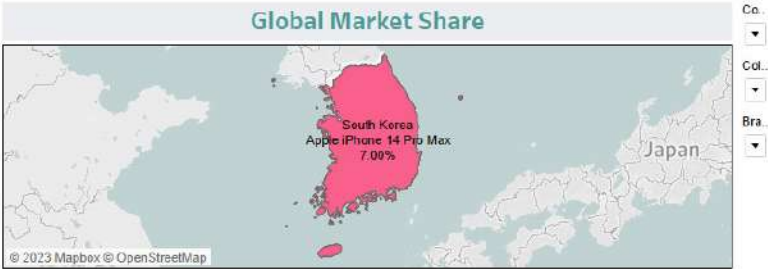 Global Market Share
Co..
Col..
Bra..
South Korea
Apple iPhone 14 Pro Max
7.00%
Japan
© 2023 Mapbox © OpenStreetMap